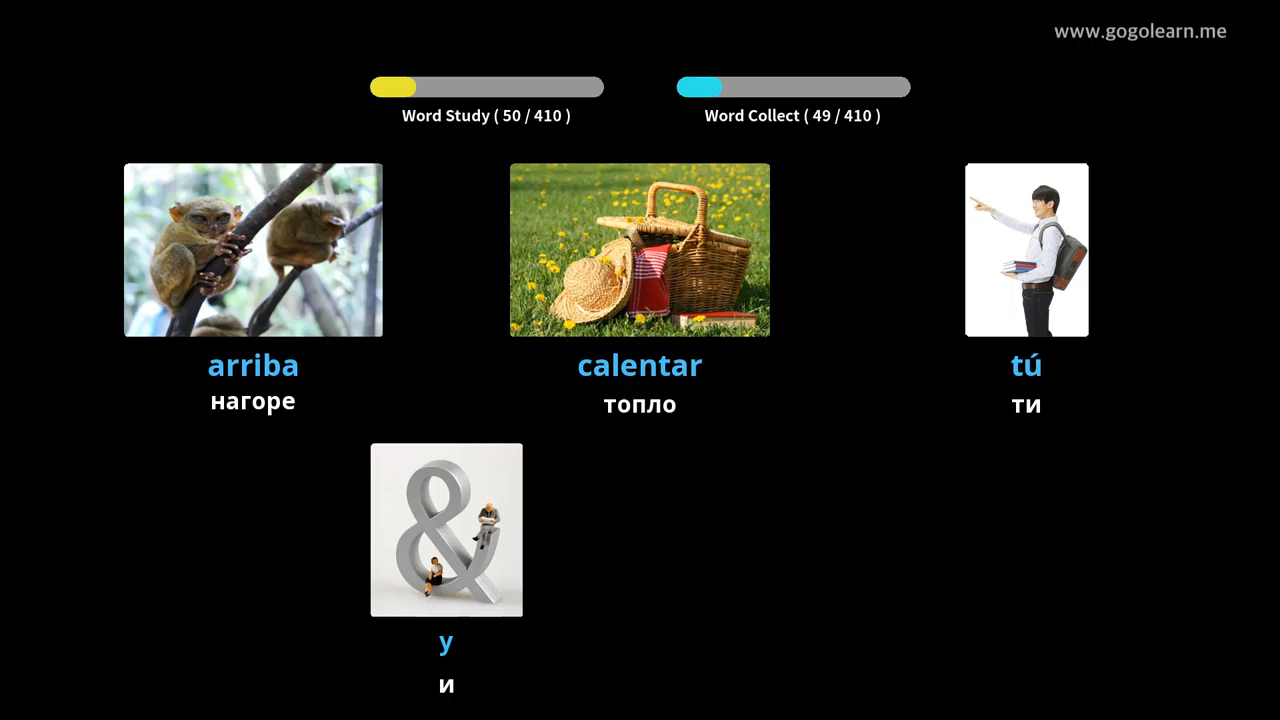 www.gogolearn.me
Word Study ( 50 / 410 )
Word Collect ( 49 / 410 )
arriba
нагоре
calentar
топло
tú
ти
y
и